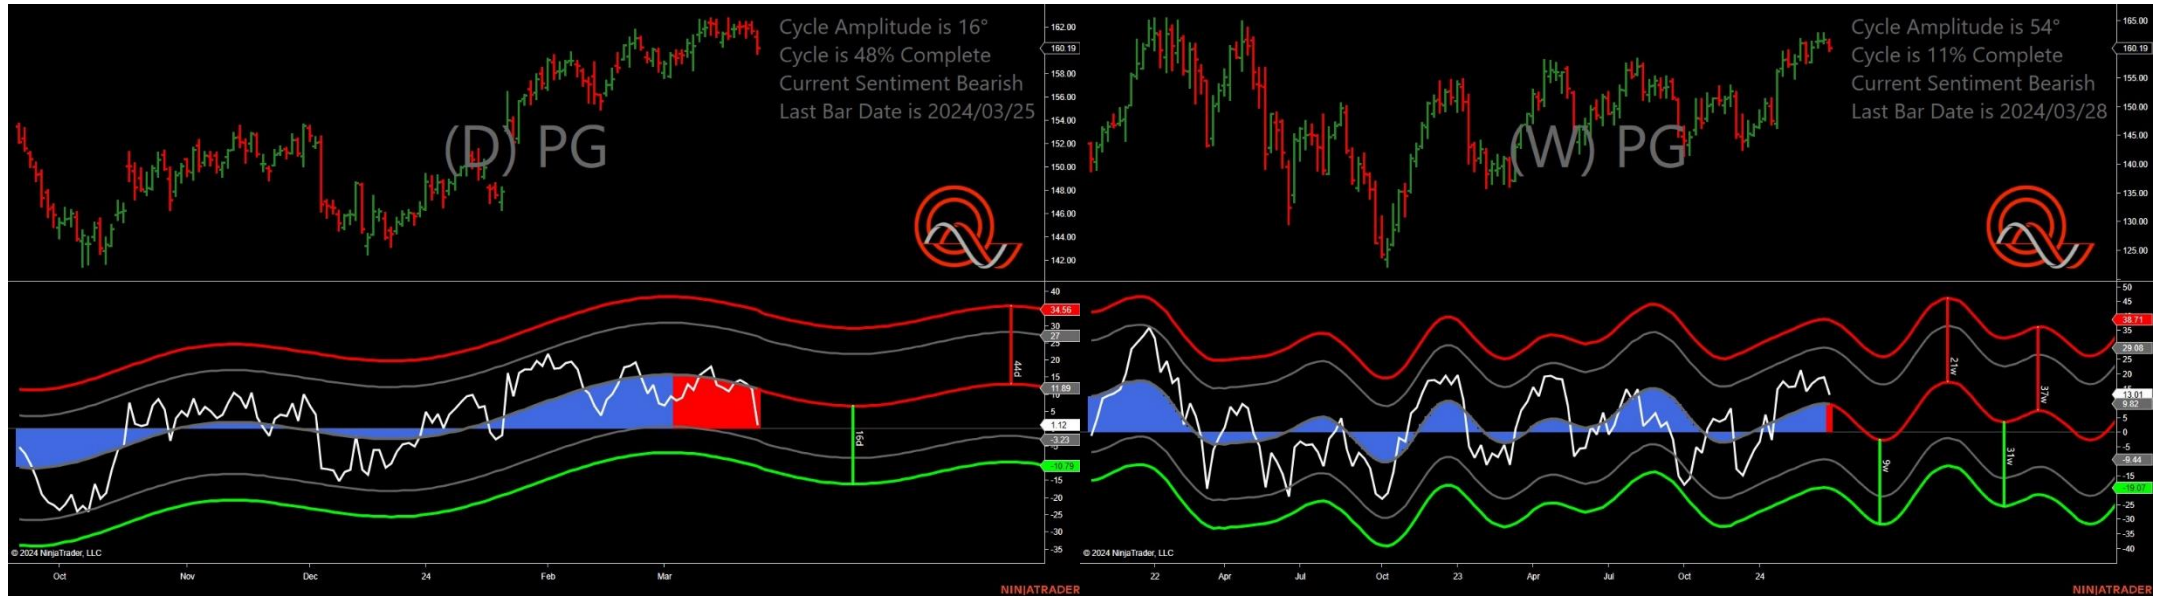 Cycle Amplitude is 16°
Cycle is 48% Complete
Current Sentiment Bearish
Last Bar Date is 2024/03/25
(D) PG
162.00
160.19
158.00
156.00
154.00
152.00
150.00
148.00
146.00
144.00
142.00
40
34.56
30
27
25
20
15
11.89
10
5
1.12
-3.23
-10.79
-15
-20
-25
-30
-35
44d
16d
© 2024 NinjaTrader, LLC
Oct
Nov
Dec
24
Feb
Mar
NINJATRADER
Cycle Amplitude is 54°
Cycle is 11% Complete
Current Sentiment Bearish
Last Bar Date is 2024/03/28
(W) PG
165.00
160.19
155.00
150.00
145.00
140.00
135.00
130.00
125.00
50
45
38.71
35
29.08
25
20
13.01
9.82
5
0
-5
-9.44
-15
-19.07
-25
-30
-35
-40
21w
37w
9w
31w
© 2024 NinjaTrader, LLC
22
Apr
Jul
Oct
23
Apr
Jul
Oct
24
NINJATRADER